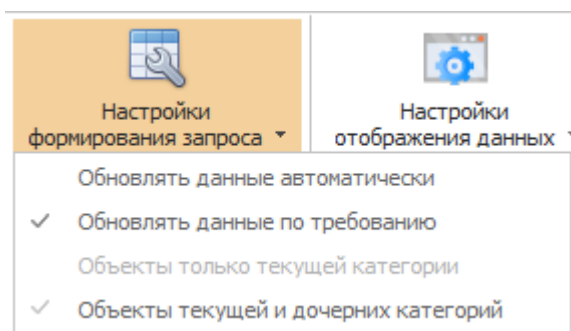 Настройки
формирования запроса
Настройки
отображения данных
Обновлять данные автоматически
Обновлять данные по требованию
Объекты только текущей категории
Объекты текущей и дочерних категорий